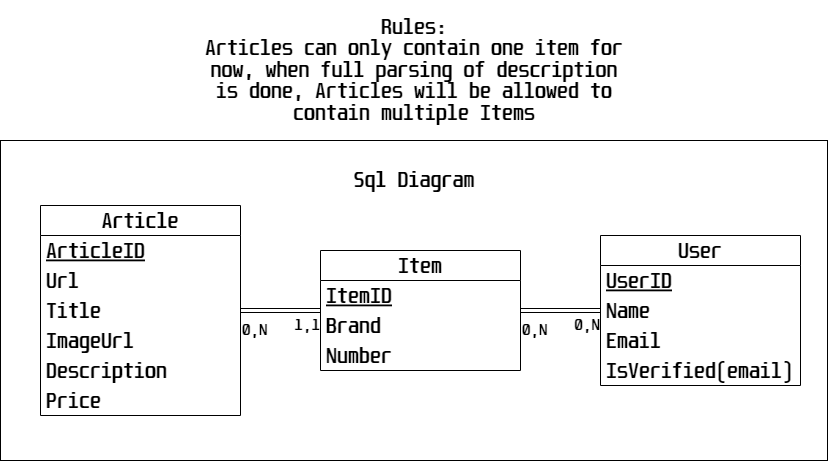 Rules:
Articles can only contain one item for
now, when full parsing of description
is done, Articles will be allowed to
contain multiple Items
Sql Diagram
Article
ArticleID
Url
Title
ImageUrl
Description
Price
0,N
1,1
Item
ItemID
Brand
Number
0,N
0,N
User
UserID
Name
Email
IsVerified(email)